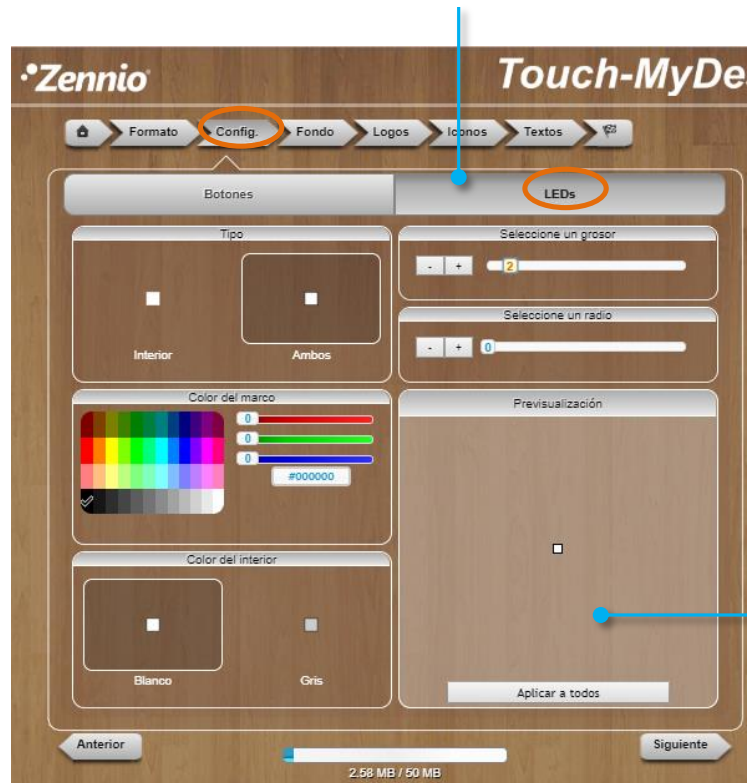 Zennio
Touch-MyDe
Formato
Config.
Fondo
Logos
Iconos
Textos
Botones
LEDs
Tipo
Interior
Ambos
Seleccione un grosor
- + 2
Seleccione un radio
- + 0
Color del marco
0
0
0
#000000
Previsualización
Color del interior
Blanco
Gris
Aplicar a todos
Anterior
2.58 MB / 50 MB
Siguiente